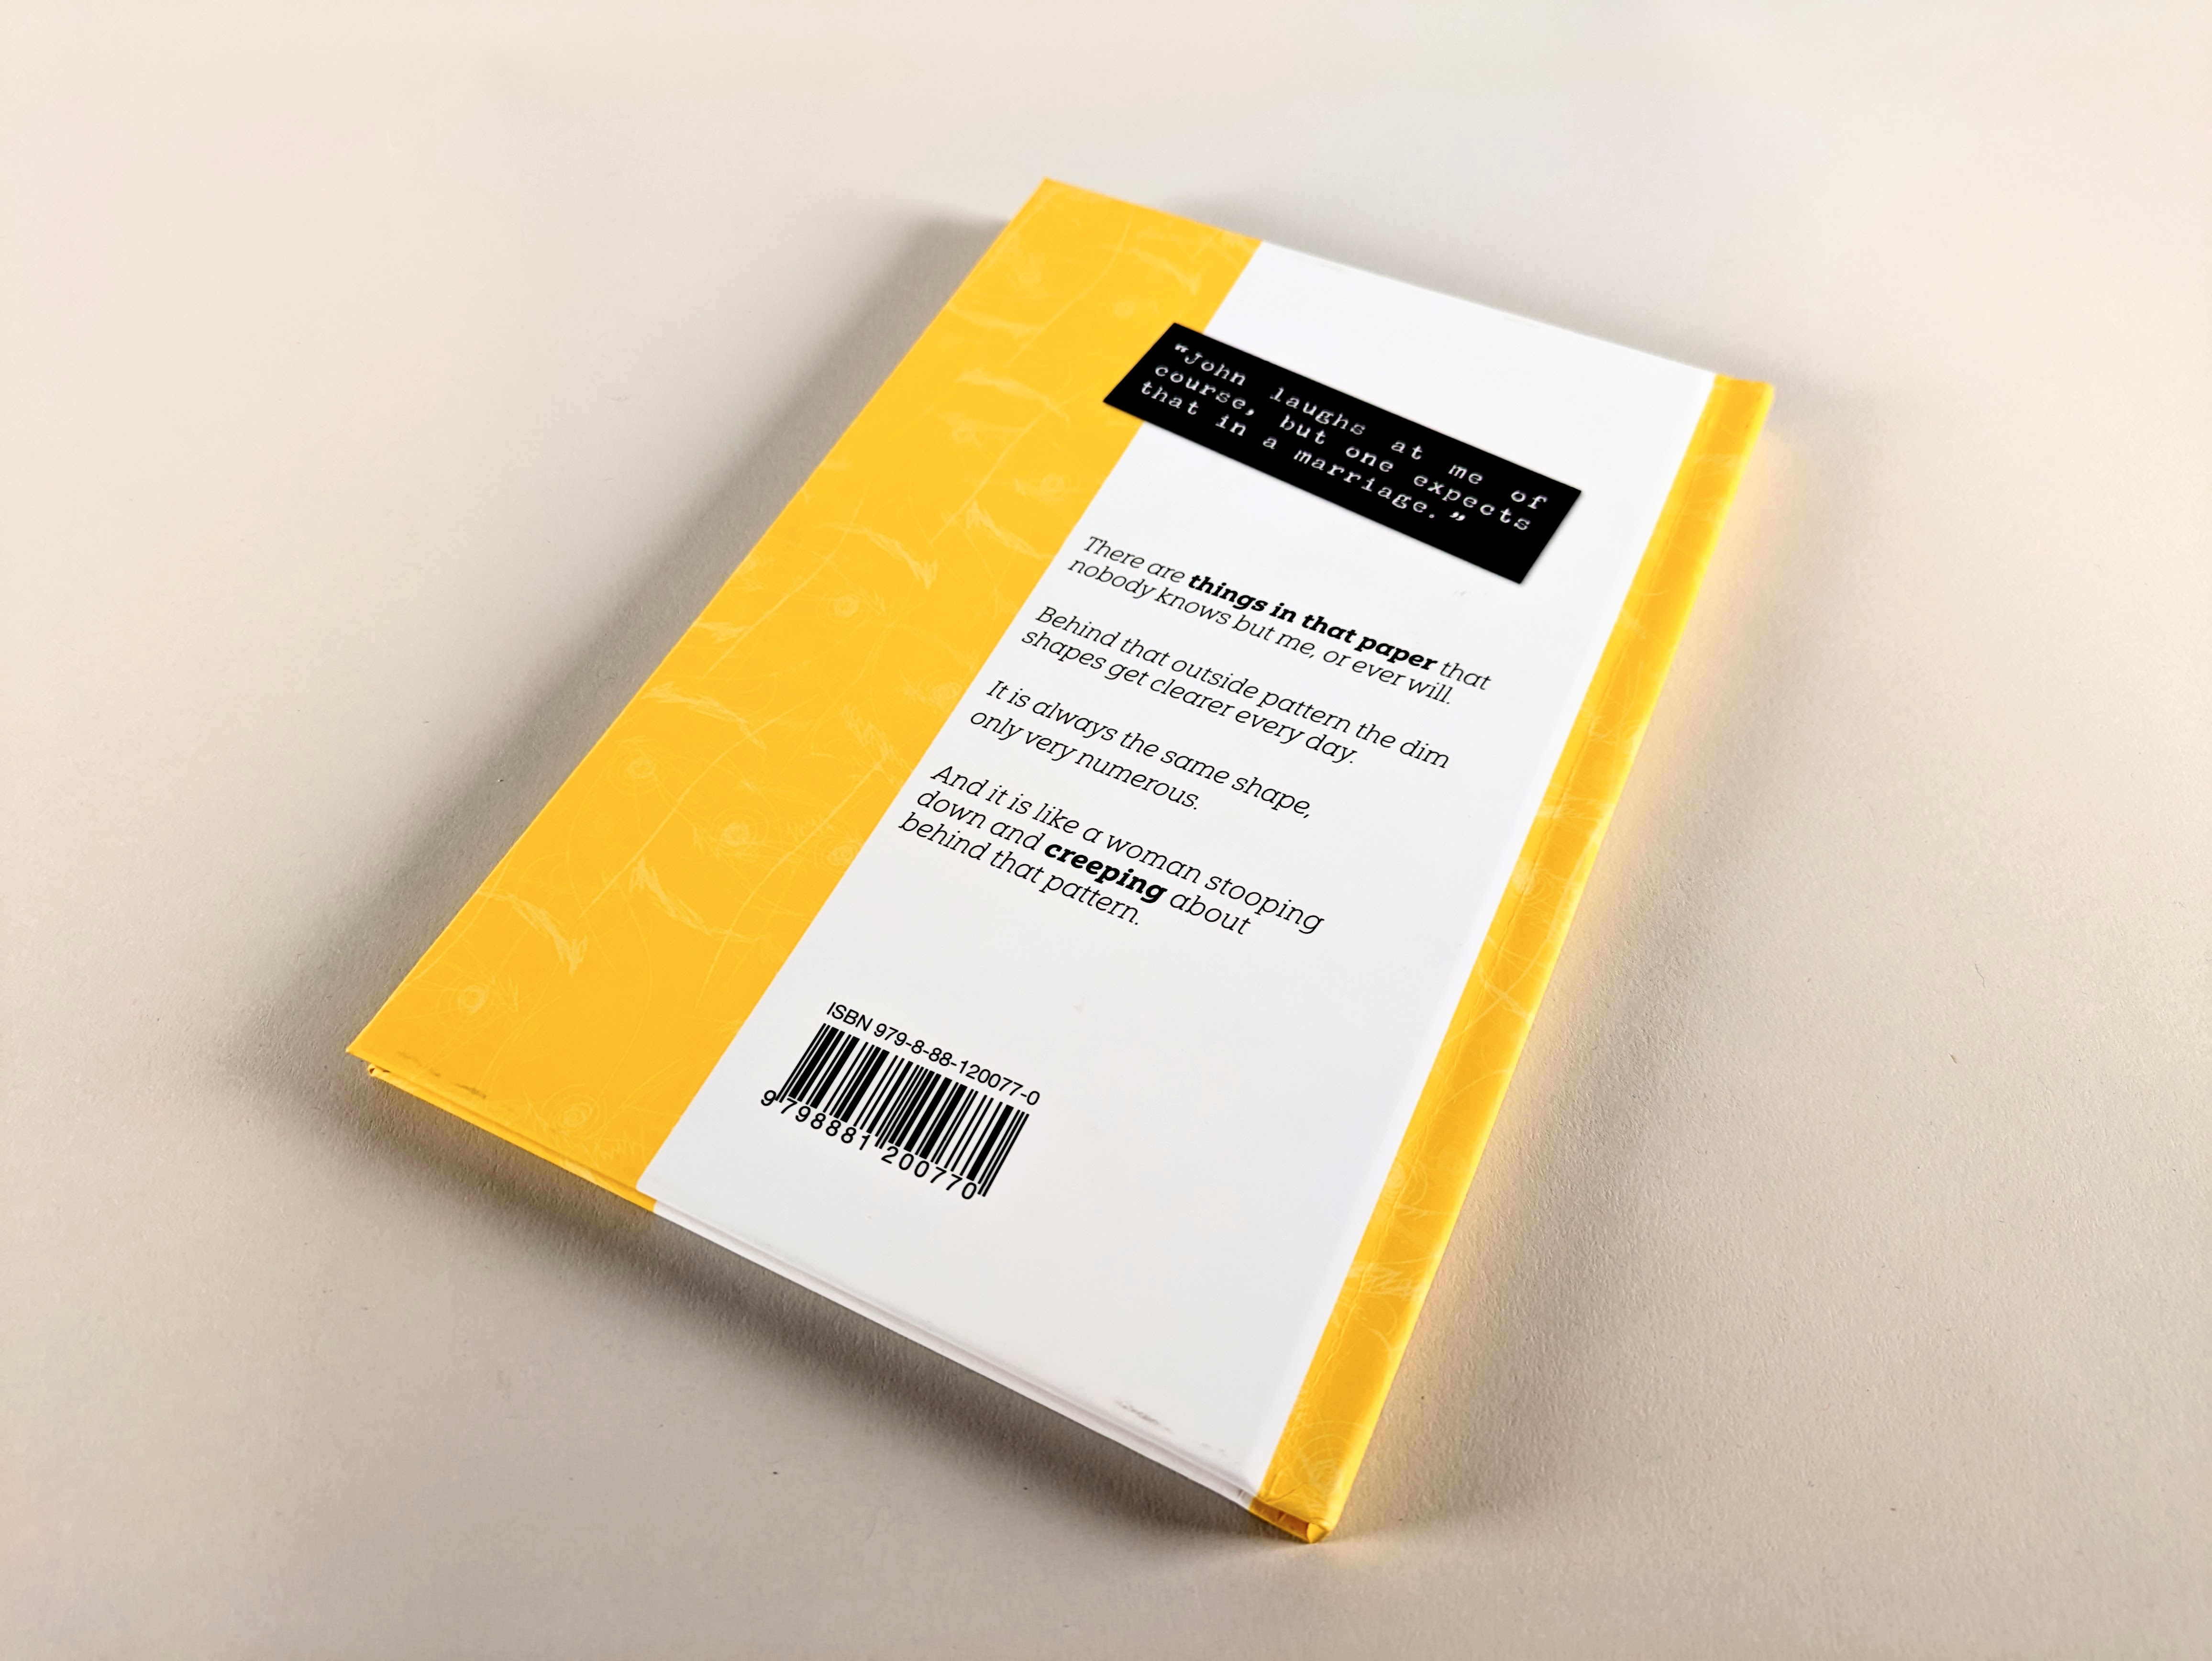 "John laughs at me of
course, but one expects
that in a marriage."
There are things in that paper that
nobody knows but me, or ever will.
Behind that outside pattern the dim
shapes get clearer every day.
It is always the same shape,
only very numerous.
And it is like a woman stooping
down and creeping about
behind that pattern.
ISBN 979-8-88-120077-0
9 798881 200770